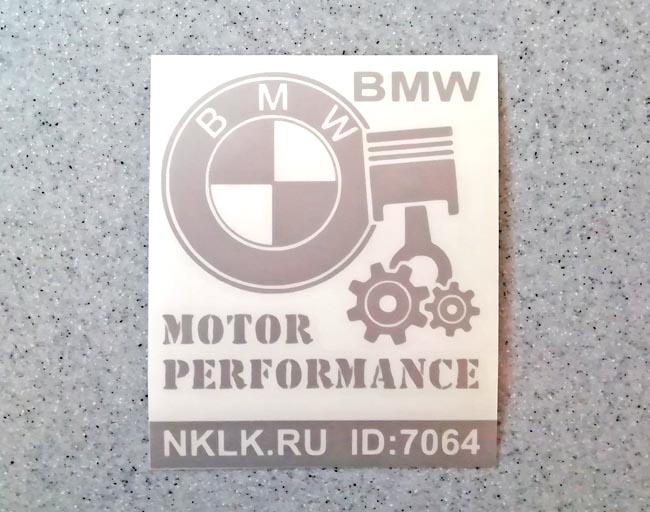 BMW
BMW
MOTOR
PERFORMANCE
NKLK.RU ID:7064